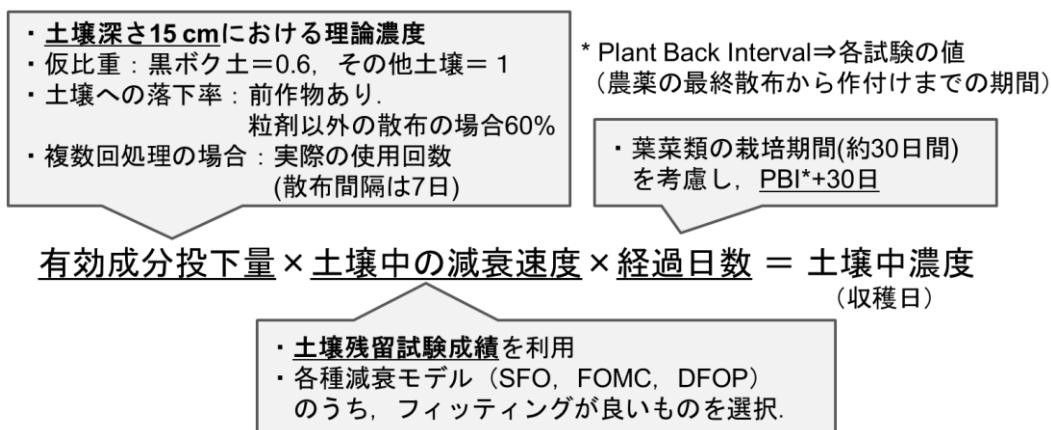 ・土壌深さ15 cmにおける理論濃度
・仮比重：黒ボク土＝0.6，その他土壌＝ 1
・土壌への落下率：前作物あり．
粒剤以外の散布の場合60%
・複数回処理の場合：実際の使用回数
(散布間隔は7日)
* Plant Back Interval⇒各試験の値
（農薬の最終散布から作付けまでの期間）
・葉菜類の栽培期間(約30日間)
を考慮し，PBI*+30日
有効成分投下量×土壌中の減衰速度×経過日数 ＝ 土壌中濃度
（収穫日）
・土壌残留試験成績を利用
・各種減衰モデル（SFO，FOMC，DFOP）
のうち，フィッティングが良いものを選択．